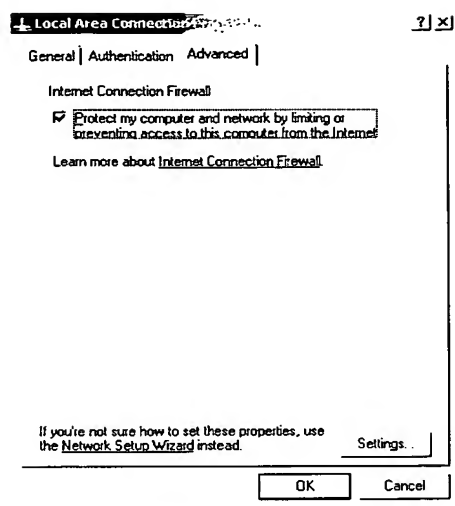 Local Area Connection
? ×
General Authentication Advanced
Internet Connection Firewall
Protect my computer and network by limiting or
preventing access to this computer from the Internet
Learn more about Internet Connection Firewall.
If you're not sure how to set these properties, use
the Network Setup Wizard instead.
Settings. .
OK Cancel